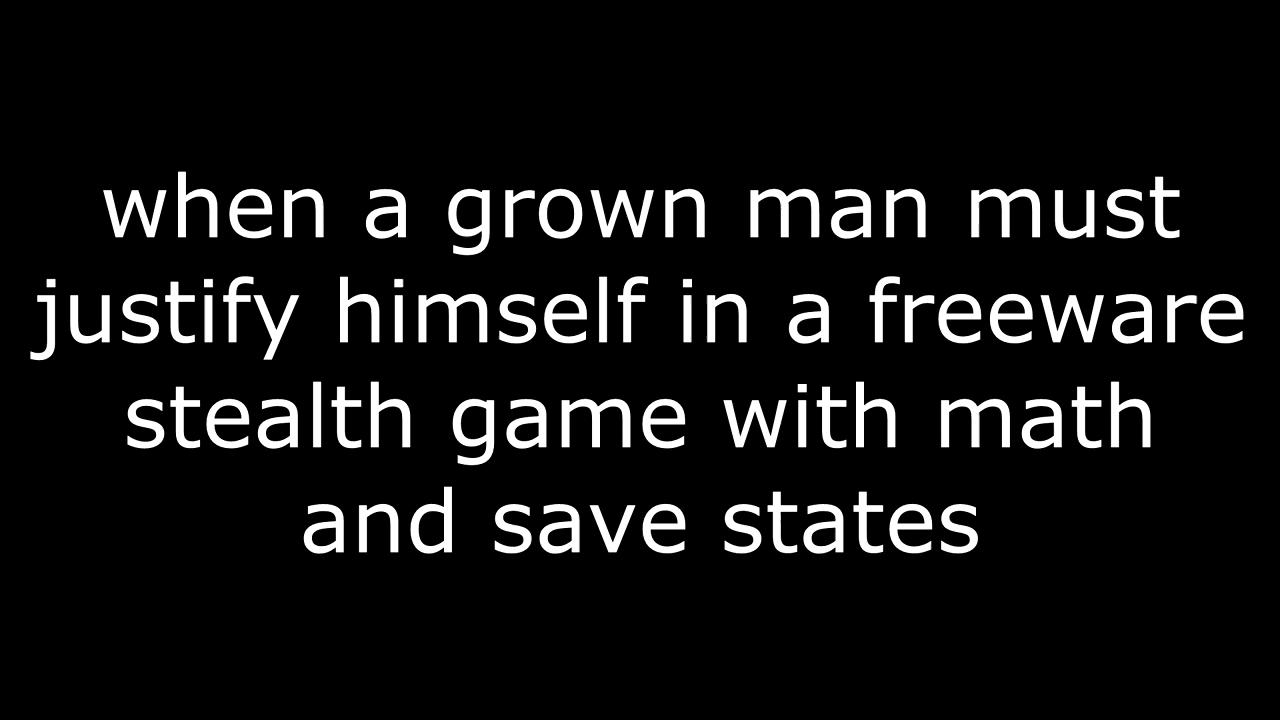 when a grown man must
justify himself in a freeware
stealth game with math
and save states